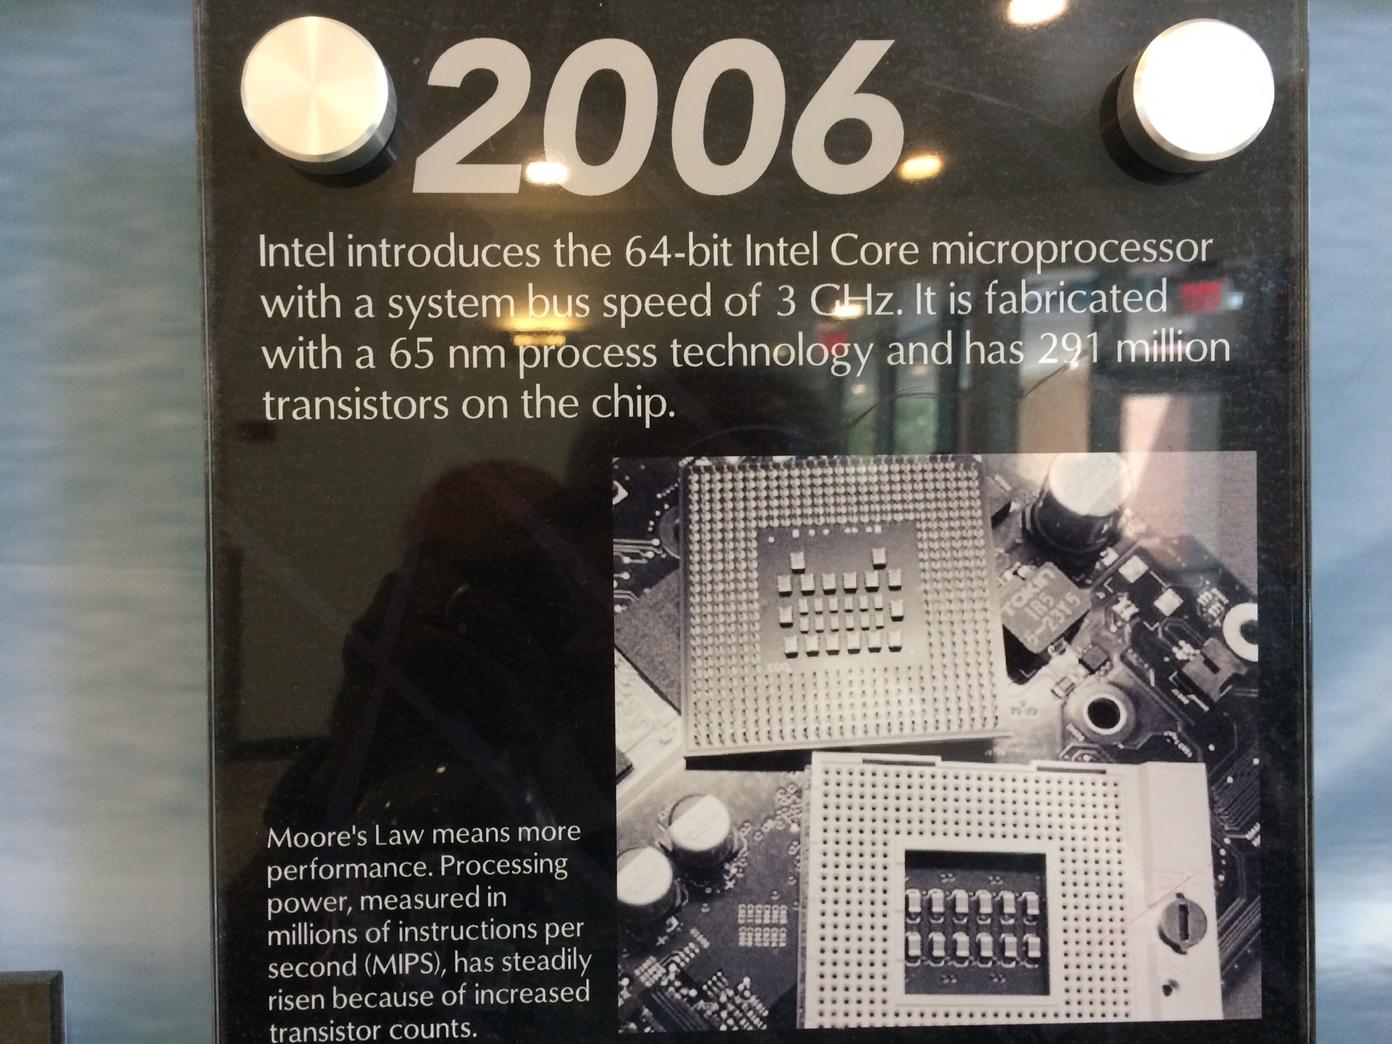 2006
Intel introduces the 64-bit Intel Core microprocessor
with a system bus speed of 3 GHz. It is fabricated
with a 65 nm process technology and has 291 million
transistors on the chip.
Moore's Law means more
performance. Processing
power, measured in
millions of instructions per
second (MIPS), has steadily
risen because of increased
transistor counts.